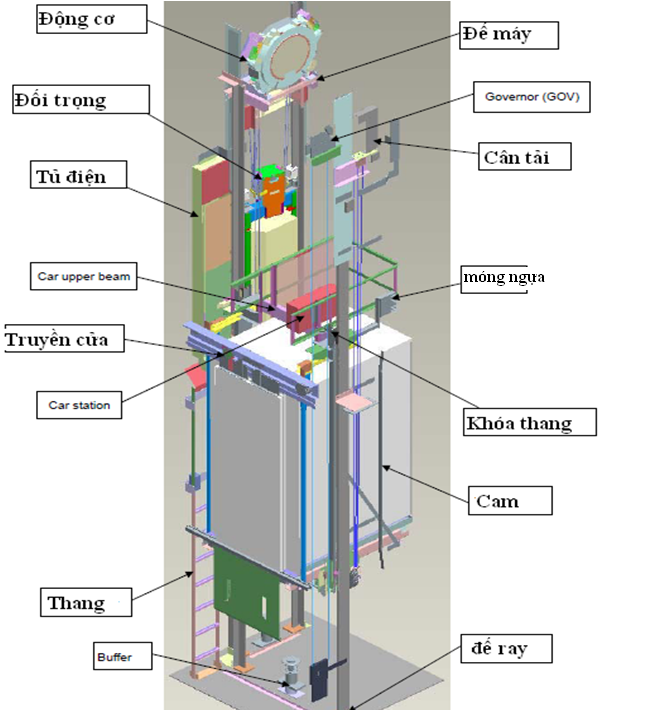 Động cơ
Đế máy
Governor (GOV)
Đối trọng
Cân tải
Tủ điện
Car upper beam
móng ngựa
Truyền cửa
Car station
Khóa thang
Cam
Thang
đế ray
Buffer